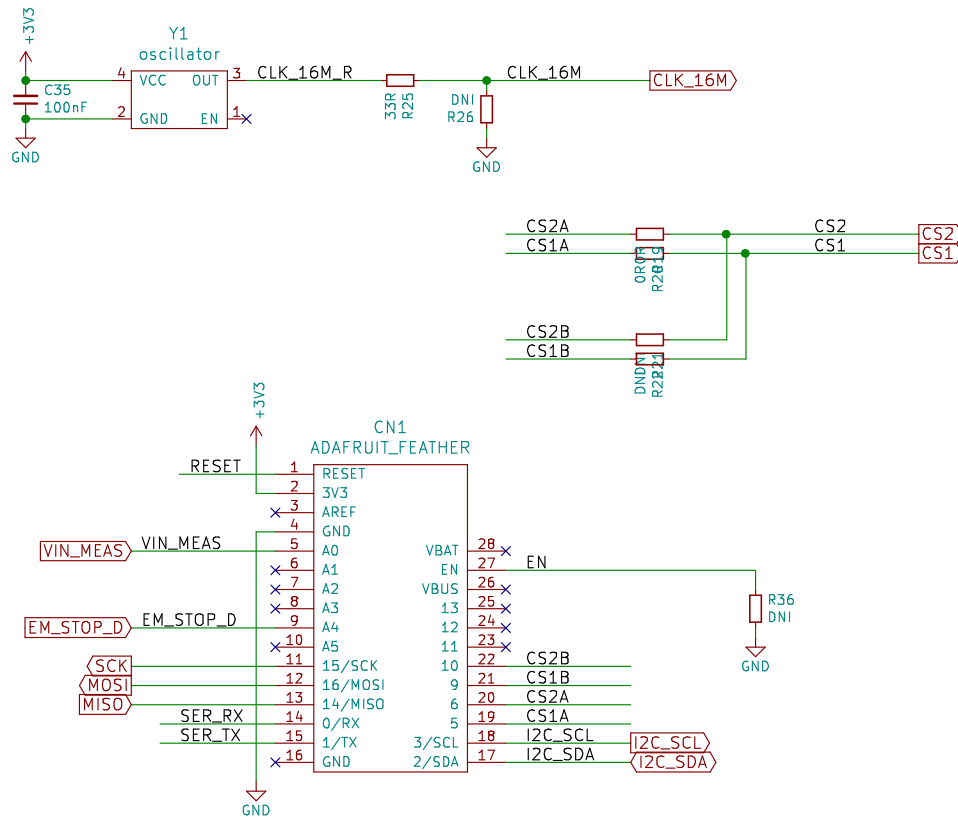 +3V3
Y1
oscillator
4 VCC OUT 3
CLK_16M_R
CLK_16M
CLK_16M
C35
100nF
33R
R25
DNI
R26
2 GND EN 1
GND
GND
CS2A
CS2
CS2
CS1A
CS1
CS1
CS2B
CS1B
+3V3
CN1
ADAFRUIT_FEATHER
RESET
1 RESET
2 3V3
3 AREF
4 GND
VIN_MEAS
VIN_MEAS
5 A0
VBAT 28
6 A1
EN 27
EN
7 A2
VBUS 26
8 A3
13 25
R36
DNI
EM_STOP_D
EM_STOP_D
9 A4
12 24
10 A5
11 23
GND
SCK
11 15/SCK
10 22
CS2B
MOSI
12 16/MOSI
9 21
CS1B
MISO
13 14/MISO
6 20
CS2A
SER_RX
14 0/RX
5 19
CS1A
SER_TX
15 1/TX
3/SCL 18
I2C_SCL
I2C_SCL
16 GND
2/SDA 17
I2C_SDA
I2C_SDA
GND